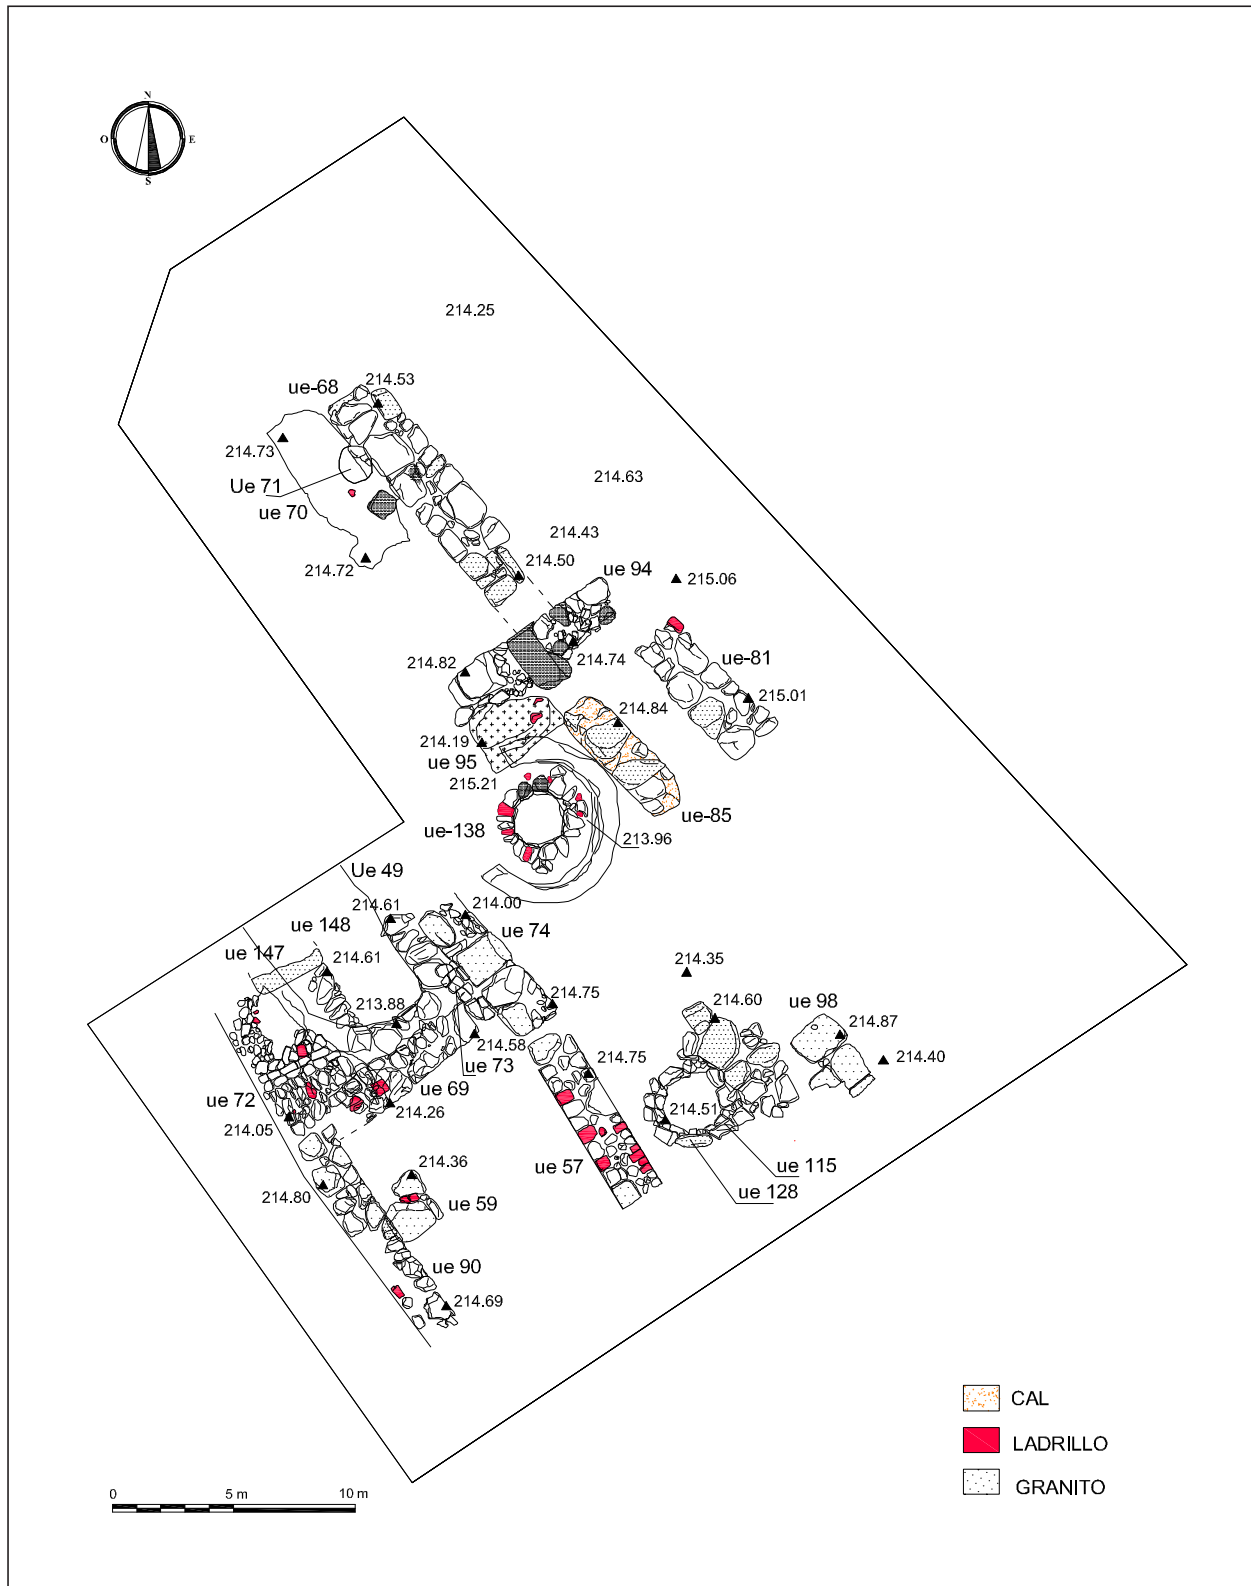 N
O E
S
214.25
ue-68 214.53
214.73
Ue 71
ue 70
214.63
214.43
214.50
214.72
ue 94
215.06
214.82
214.74
ue-81
215.01
214.84
214.19
ue 95
215.21
ue-138
ue-85
213.96
Ue 49
214.61
214.00
ue 148
ue 74
ue 147
214.61
214.35
213.88
214.75
214.60
ue 98
214.87
214.58
ue 73
214.40
214.75
ue 69
ue 72
214.26
214.51
214.05
ue 57
ue 115
214.36
ue 128
214.80
ue 59
ue 90
214.69
CAL
LADRILLO
GRANITO
0 5 m 10 m